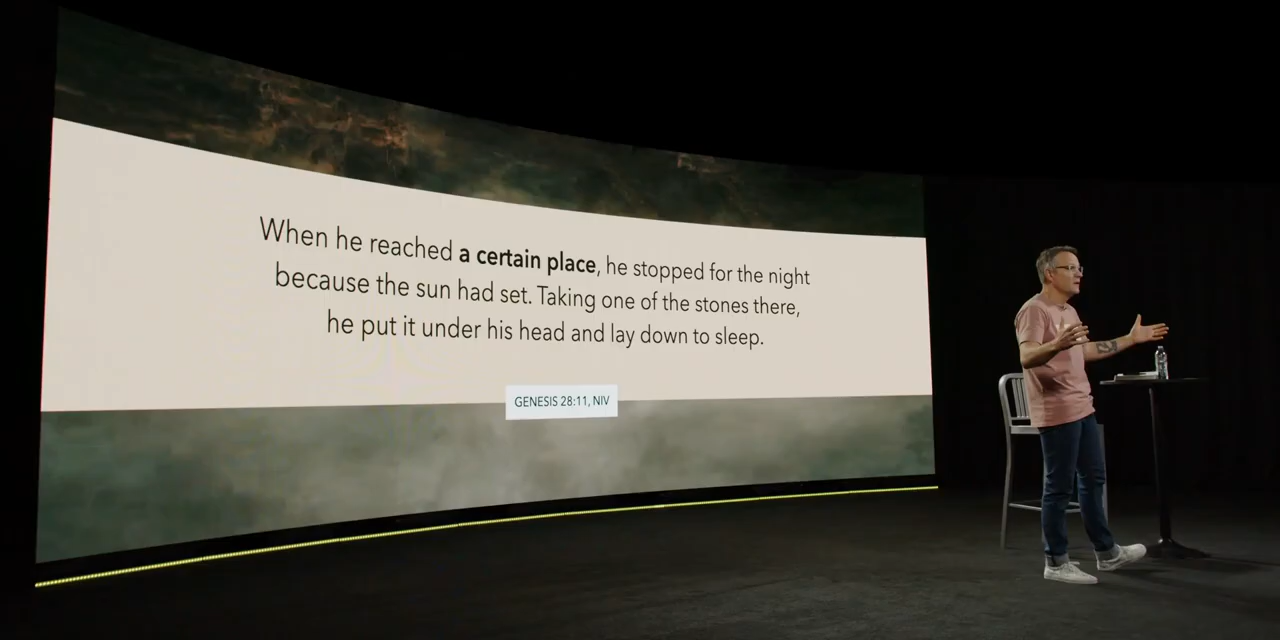 When he reached a certain place, he stopped for the night
because the sun had set. Taking one of the stones there,
he put it under his head and lay down to sleep.
GENESIS 28:11, NIV